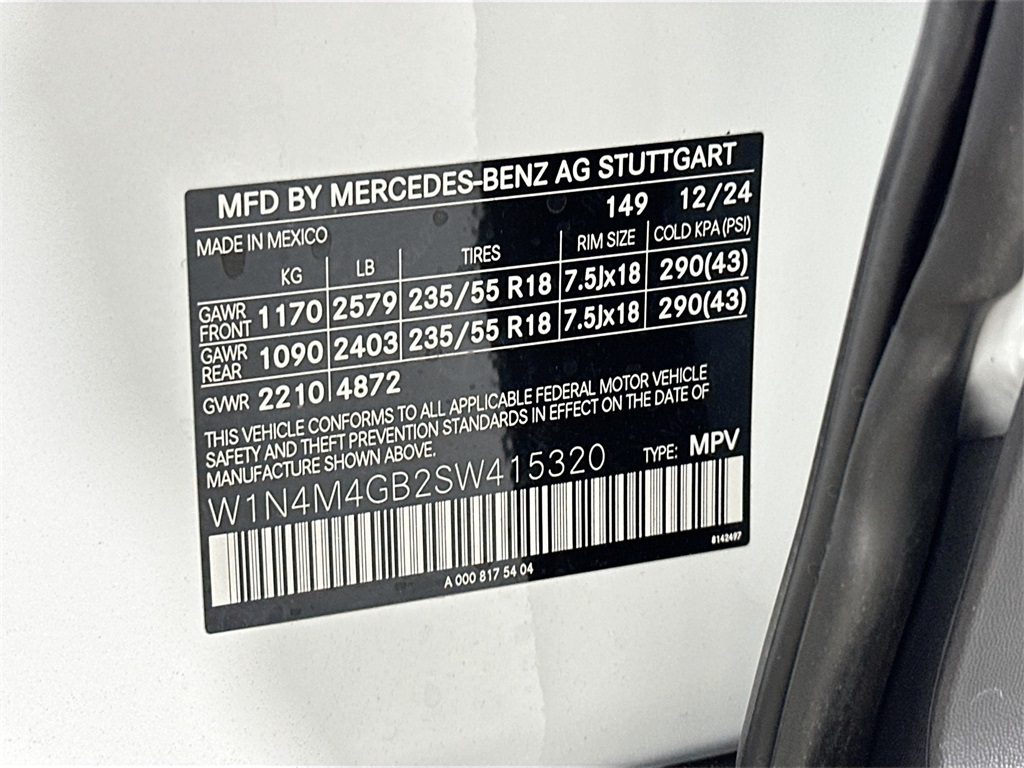 MFD BY MERCEDES-BENZ AG STUTTGART
149 12/24
MADE IN MEXICO
KG LB TIRES RIM SIZE COLD KPA (PSI)
GAWR FRONT 1170 2579 235/55 R18 7.5Jx18 290(43)
GAWR REAR 1090 2403 235/55 R18 7.5Jx18 290(43)
GVWR 2210 4872
THIS VEHICLE CONFORMS TO ALL APPLICABLE FEDERAL MOTOR VEHICLE
SAFETY AND THEFT PREVENTION STANDARDS IN EFFECT ON THE DATE OF
MANUFACTURE SHOWN ABOVE.
W1N4M4GB2SW415320 TYPE: MPV
8142497
A 000 817 54 04